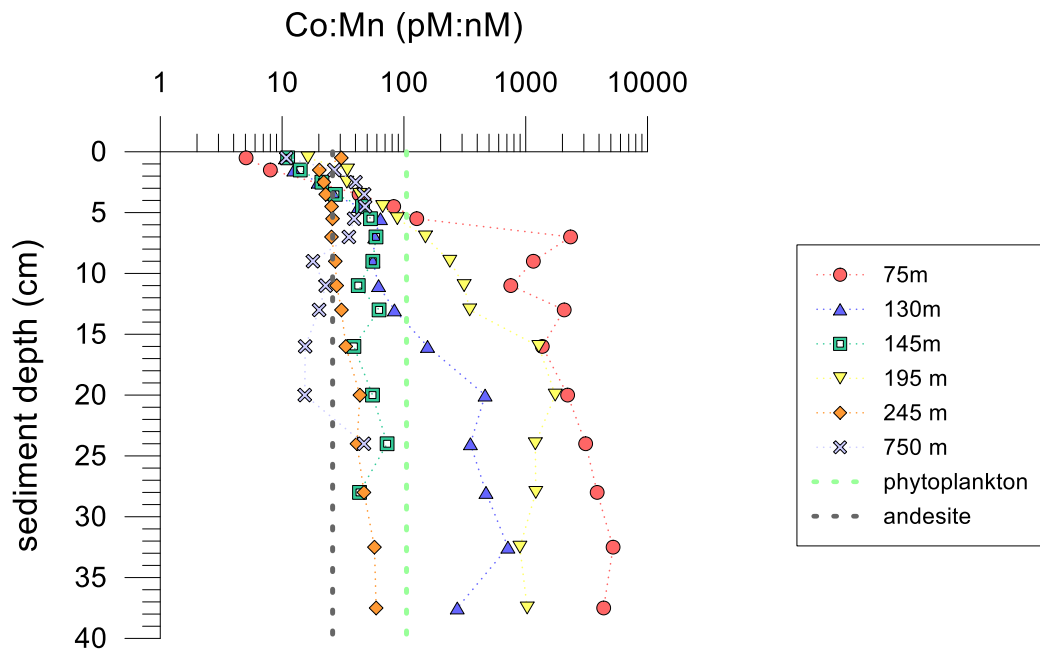 Co:Mn (pM:nM)
1 10 100 1000 10000
0
5
10
15
20
25
30
35
40
sediment depth (cm)
75m
130m
145m
195 m
245 m
750 m
phytoplankton
andesite